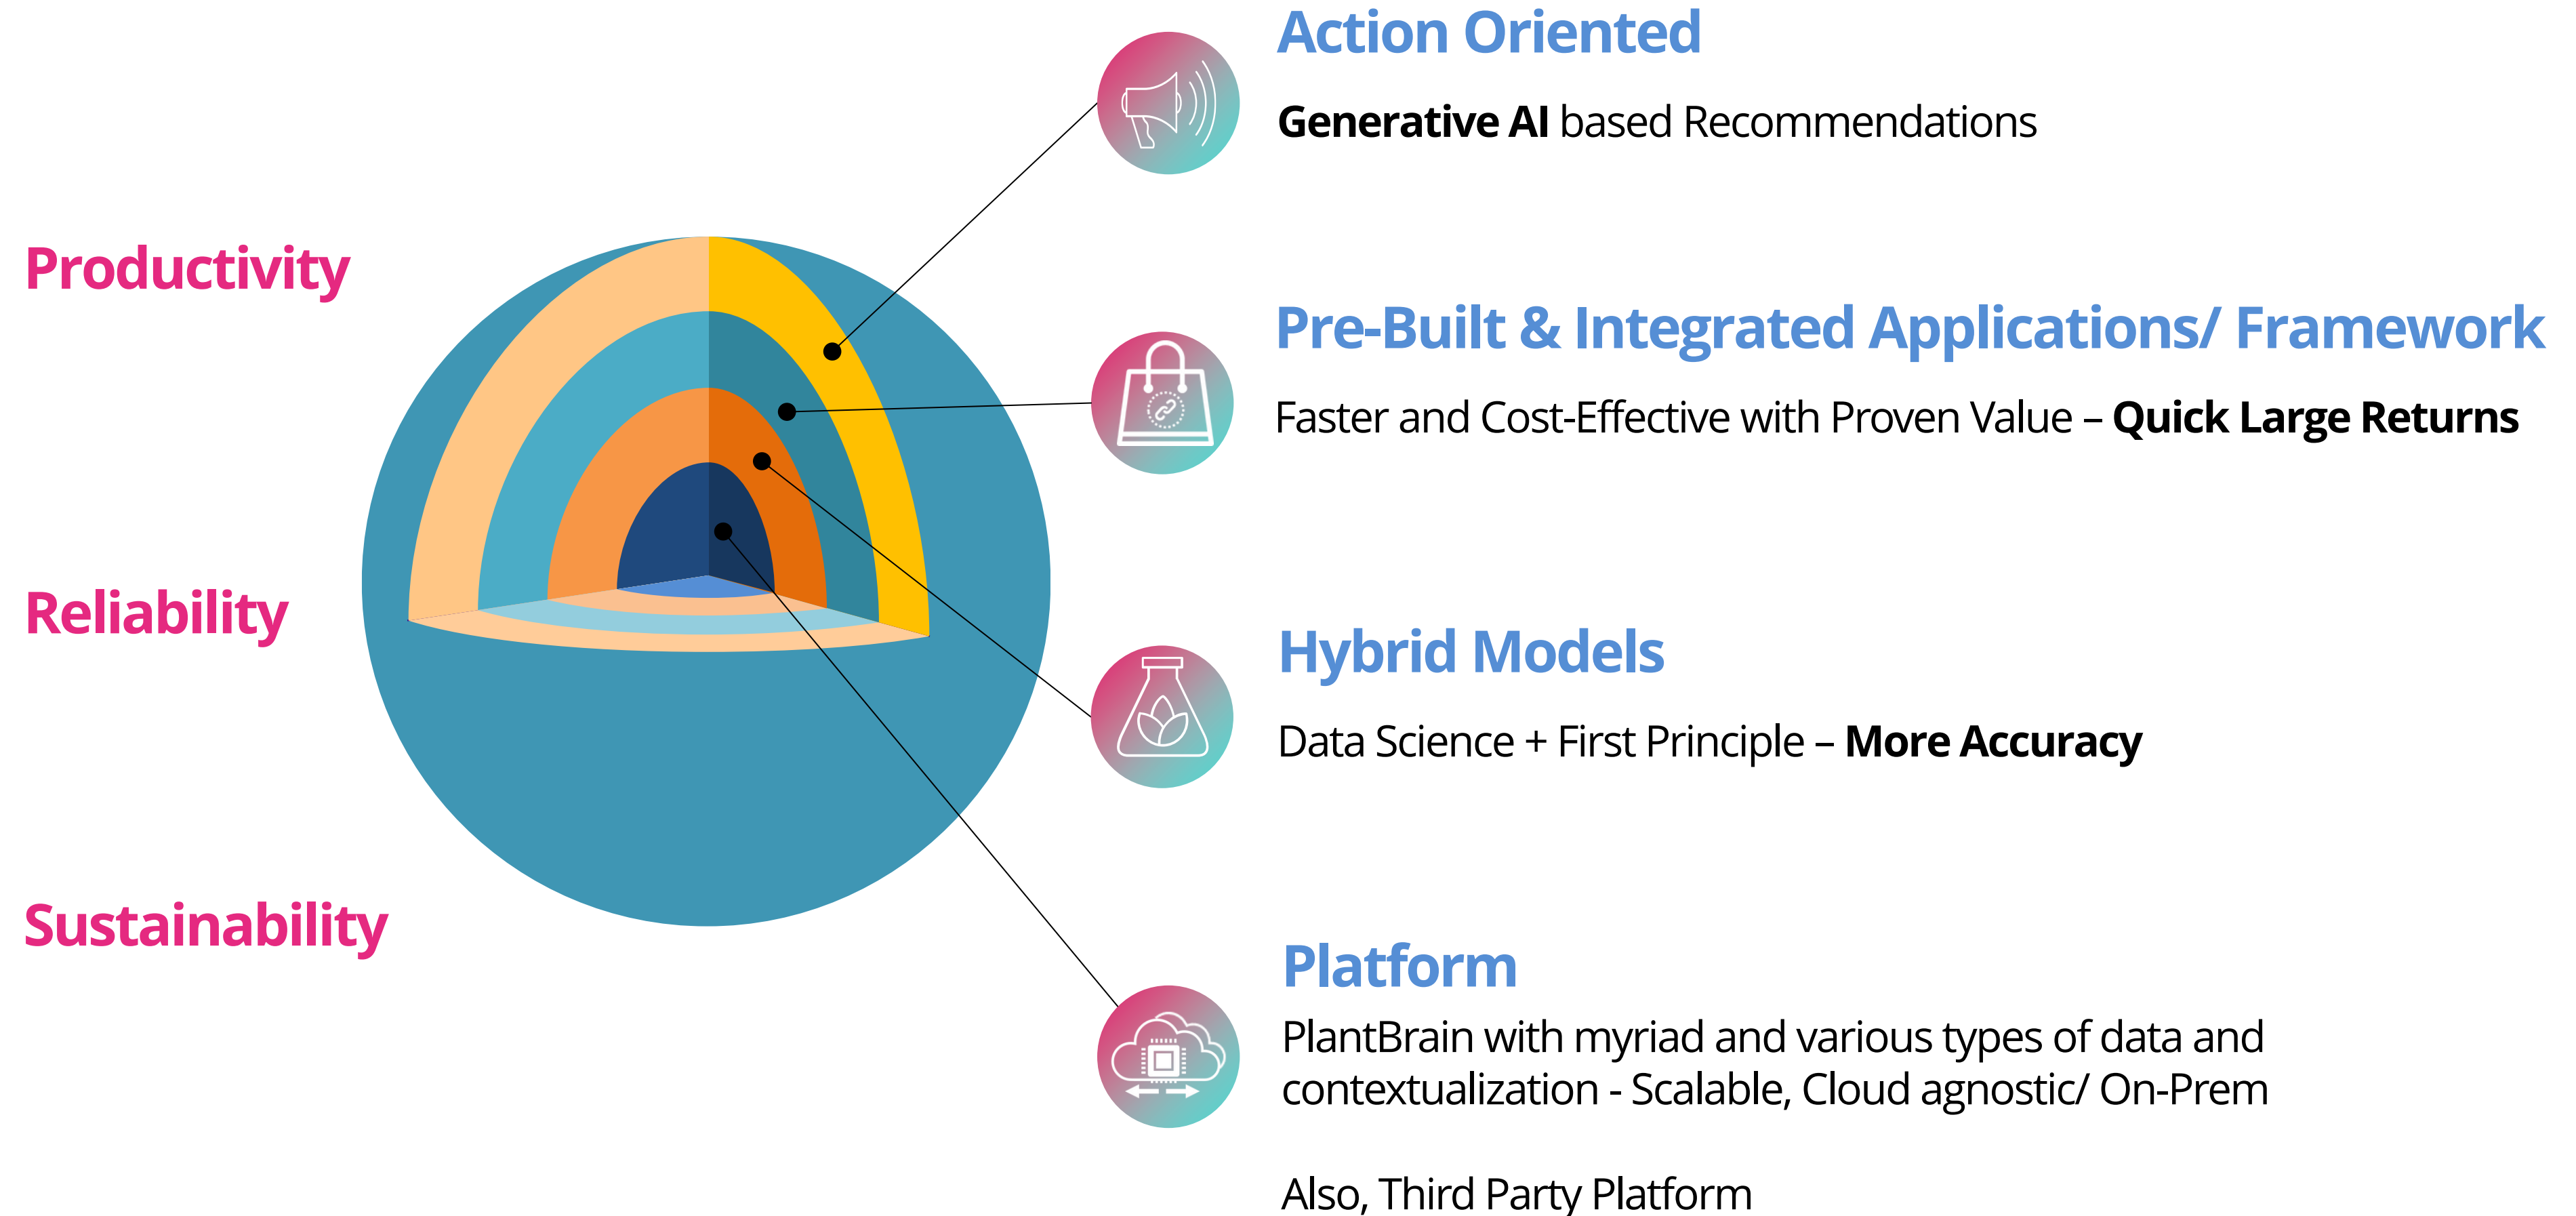 Productivity
Reliability
Sustainability
Action Oriented
Generative AI based Recommendations
Pre-Built & Integrated Applications/ Framework
Faster and Cost-Effective with Proven Value – Quick Large Returns
Hybrid Models
Data Science + First Principle – More Accuracy
Platform
PlantBrain with myriad and various types of data and
contextualization - Scalable, Cloud agnostic/ On-Prem
Also, Third Party Platform